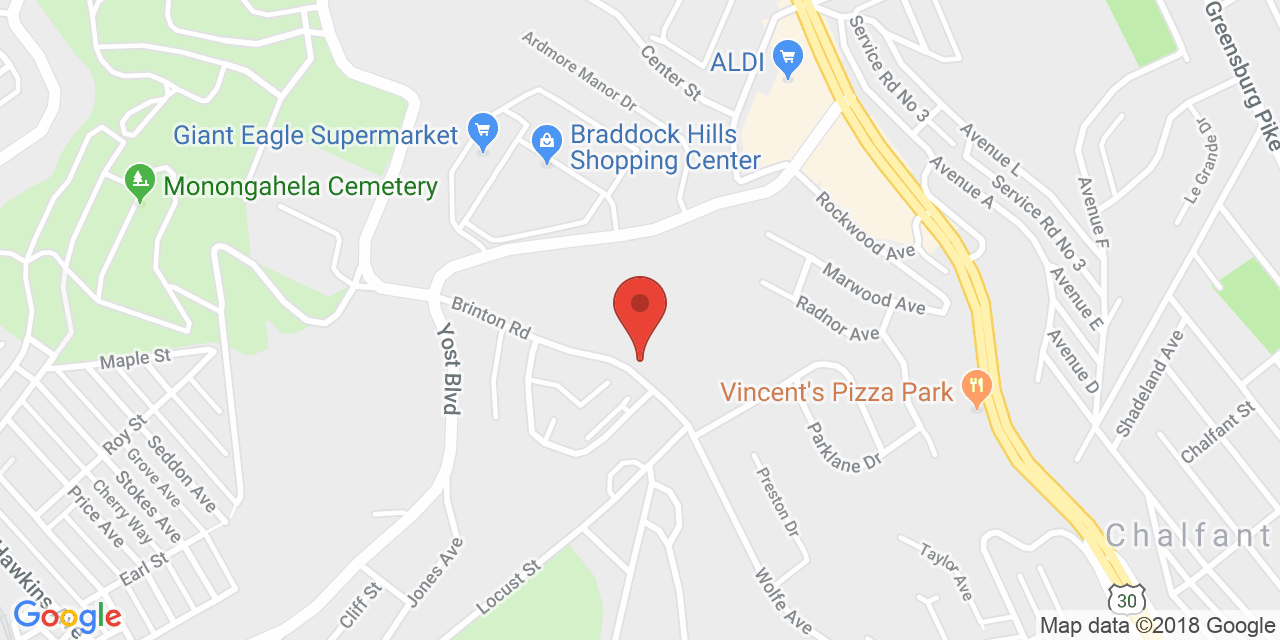 Greensburg Pike
Service Rd No 3
Center St
Ardmore Manor Dr
ALDI
Giant Eagle Supermarket
Braddock Hills
Shopping Center
Avenue L
Le Grande Dr
Avenue A
Monongahela Cemetery
Service Rd No 3
Avenue F
Rockwood Ave
Marwood Ave
Avenue E
Radnor Ave
Brinton Rd
Maple St
Yost Blvd
Avenue D
Shadeland Ave
Vincent's Pizza Park
Chalfant St
Roy St
Seddon Ave
Grove Ave
Stokes Ave
Cherry Way
Price Ave
Parklane Dr
Preston Dr
Chalfant
Earl St
Jones Ave
Cliff St
Locust St
Wolfe Ave
Taylor Ave
30
Google
Map data ©2018 Google